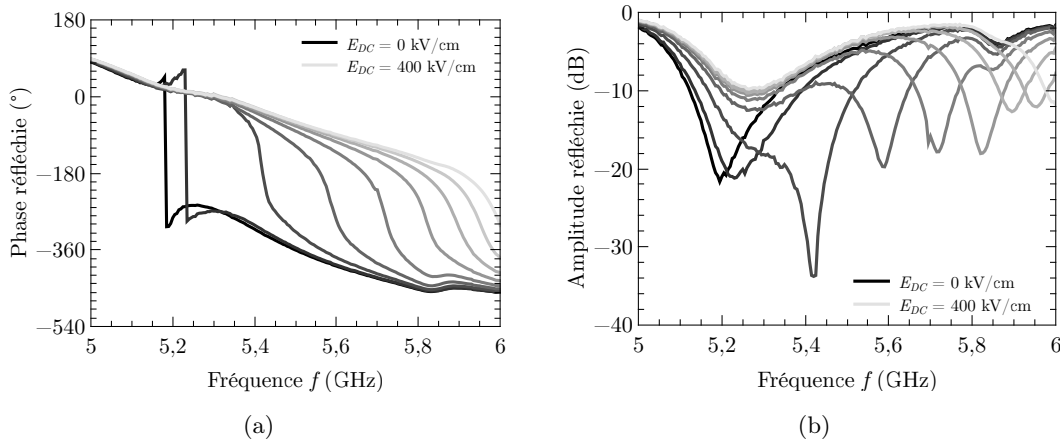 180
0
−180
−360
−540
Phase réfléchie (°)
E_DC = 0 kV/cm
E_DC = 400 kV/cm
5
5,2
5,4
5,6
5,8
6
Fréquence f (GHz)
(a)
0
−10
−20
−30
−40
Amplitude réfléchie (dB)
E_DC = 0 kV/cm
E_DC = 400 kV/cm
5
5,2
5,4
5,6
5,8
6
Fréquence f (GHz)
(b)